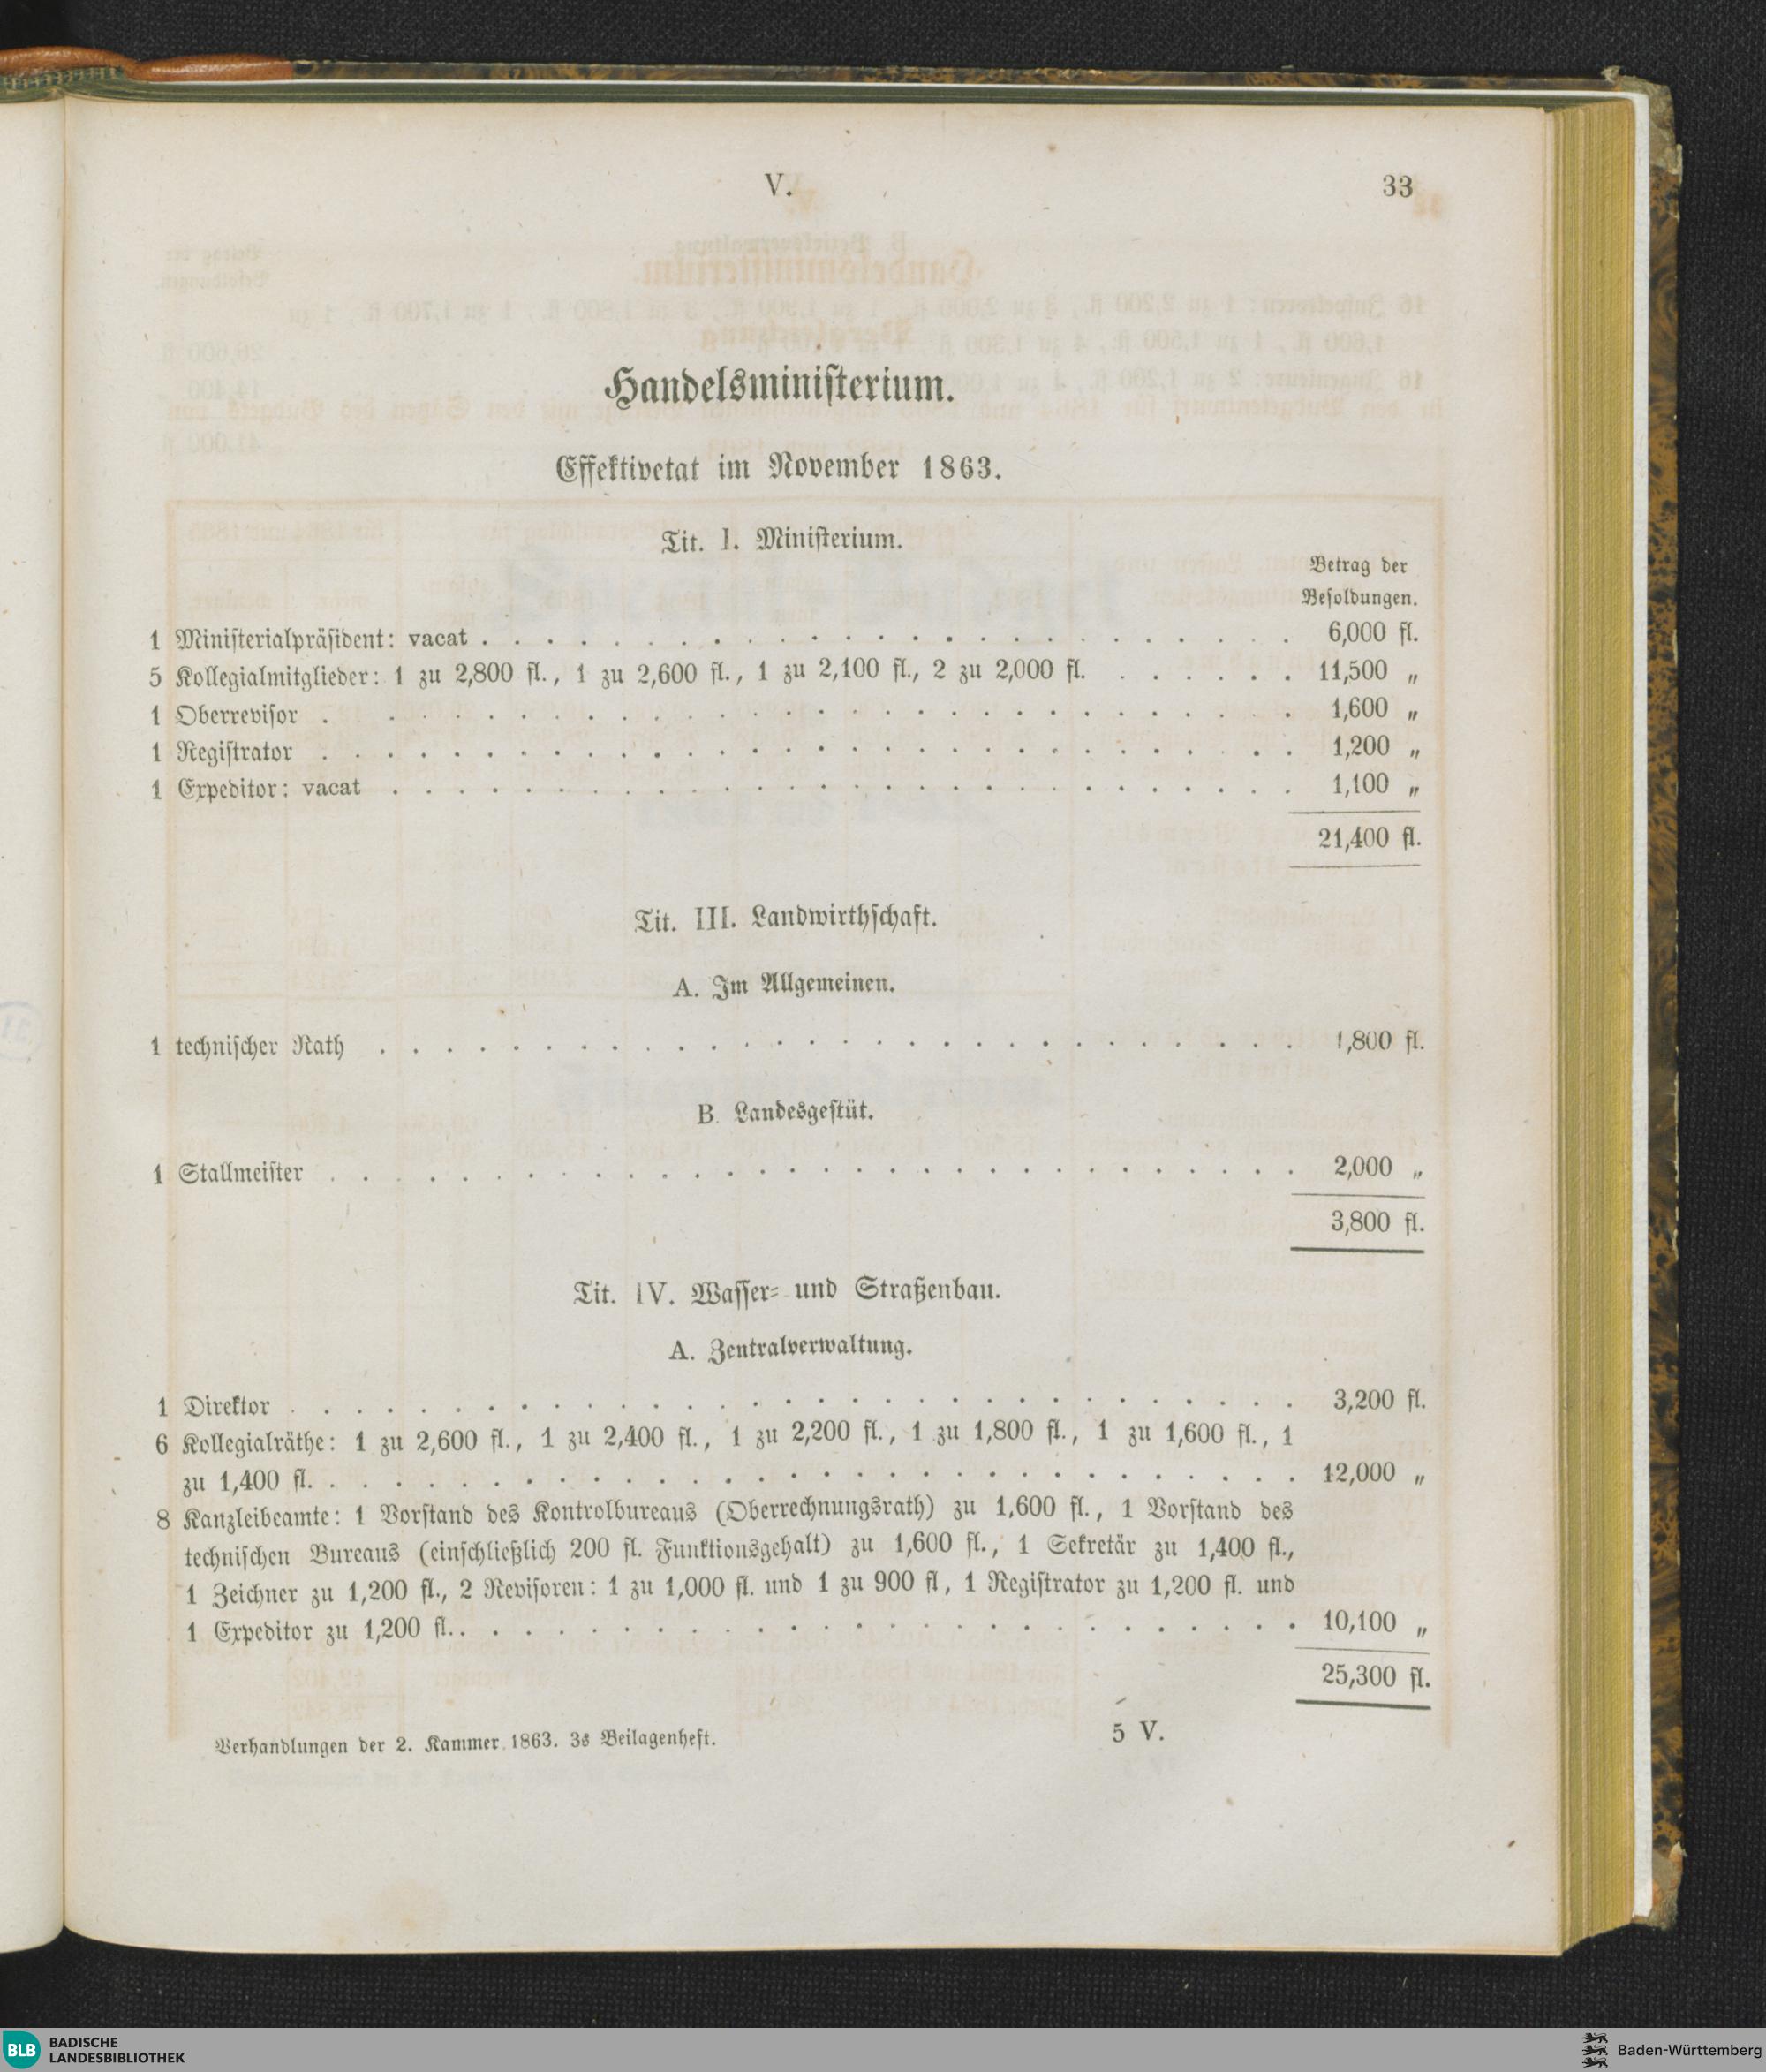 V.
33
Handelsministerium.
Effektivetat im November 1863.
Tit. I. Ministerium.
Betrag der
Besoldungen.
1 Ministerialpräsident: vacat . . . . . . . . . . . . . . . . . . . . . . . . . 6,000 fl.
5 Kollegialmitglieder: 1 zu 2,800 fl., 1 zu 2,600 fl., 1 zu 2,100 fl., 2 zu 2,000 fl. . . . . . . 11,500 „
1 Oberrevisor . . . . . . . . . . . . . . . . . . . . . . . . . . . . . 1,600 „
1 Registrator . . . . . . . . . . . . . . . . . . . . . . . . . . . . . 1,200 „
1 Expeditor: vacat . . . . . . . . . . . . . . . . . . . . . . . . . . . 1,100 „
21,400 fl.
Tit. III. Landwirthschaft.
A. Im Allgemeinen.
1 technischer Rath . . . . . . . . . . . . . . . . . . . . . . . . . . . . 1,800 fl.
B. Landesgestüt.
1 Stallmeister . . . . . . . . . . . . . . . . . . . . . . . . . . . . . 2,000 „
3,800 fl.
Tit. IV. Wasser- und Straßenbau.
A. Zentralverwaltung.
1 Direktor . . . . . . . . . . . . . . . . . . . . . . . . . . . . . . 3,200 fl.
6 Kollegialräthe: 1 zu 2,600 fl., 1 zu 2,400 fl., 1 zu 2,200 fl., 1 zu 1,800 fl., 1 zu 1,600 fl., 1
zu 1,400 fl. . . . . . . . . . . . . . . . . . . . . . . . . . . . . . 12,000 „
8 Kanzleibeamte: 1 Vorstand des Kontrolbureaus (Oberrechnungsrath) zu 1,600 fl., 1 Vorstand des
technischen Bureaus (einschließlich 200 fl. Funktionsgehalt) zu 1,600 fl., 1 Sekretär zu 1,400 fl.,
1 Zeichner zu 1,200 fl., 2 Revisoren: 1 zu 1,000 fl. und 1 zu 900 fl, 1 Registrator zu 1,200 fl. und
1 Expeditor zu 1,200 fl. . . . . . . . . . . . . . . . . . . . . . . . . . . 10,100 „
25,300 fl.
Verhandlungen der 2. Kammer 1863. 3s Beilagenheft.
5 V.
BLB BADISCHE
LANDESBIBLIOTHEK
Baden-Württemberg